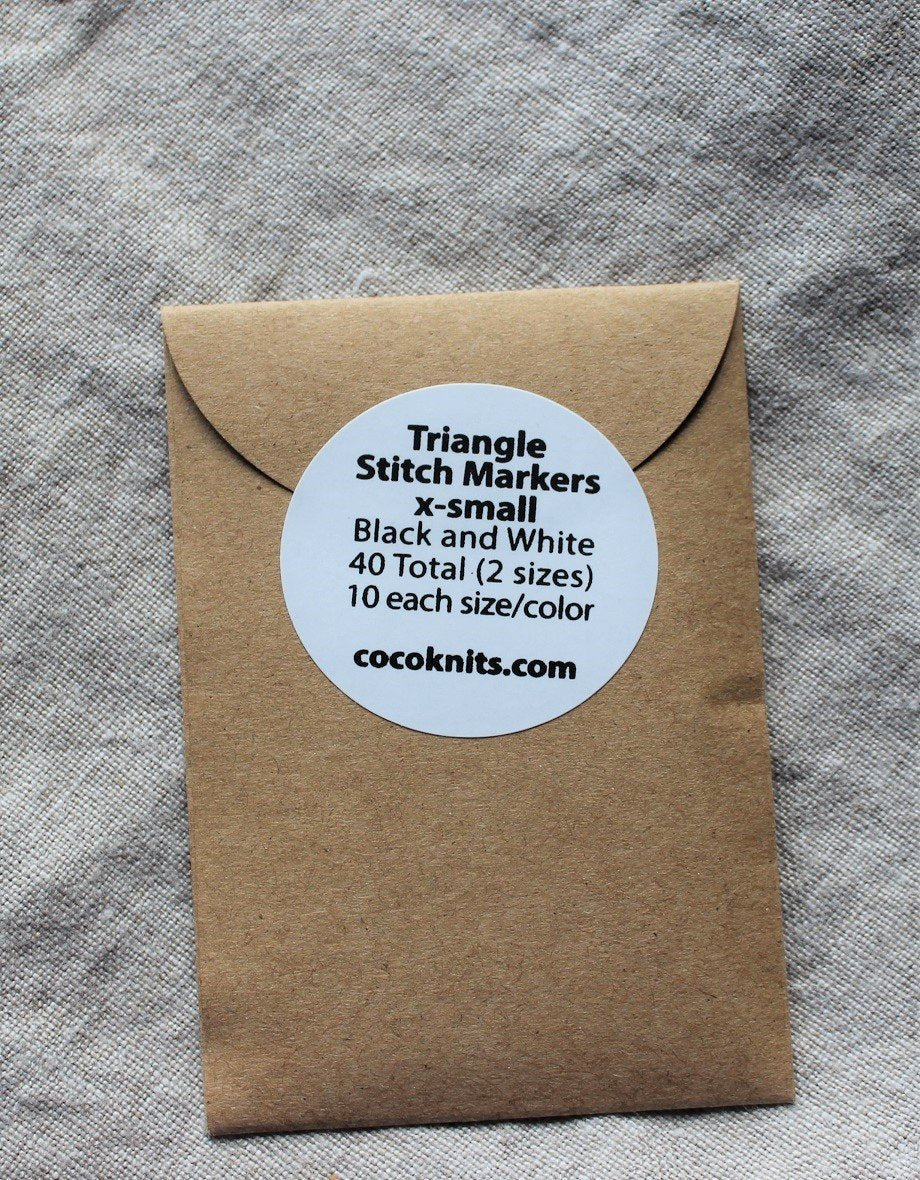 Triangle
Stitch Markers
x-small
Black and White
40 Total (2 sizes)
10 each size/color
cocoknits.com